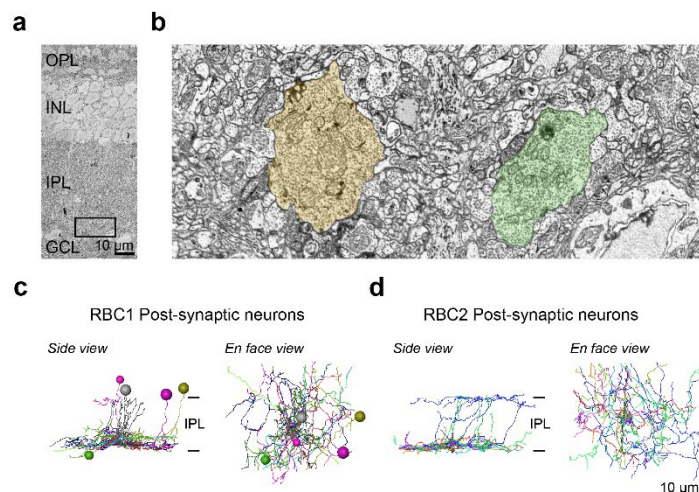 a
b
OPL
INL
IPL
GCL
10 µm
c
d
RBC1 Post-synaptic neurons
RBC2 Post-synaptic neurons
Side view
En face view
Side view
En face view
IPL
IPL
10 µm